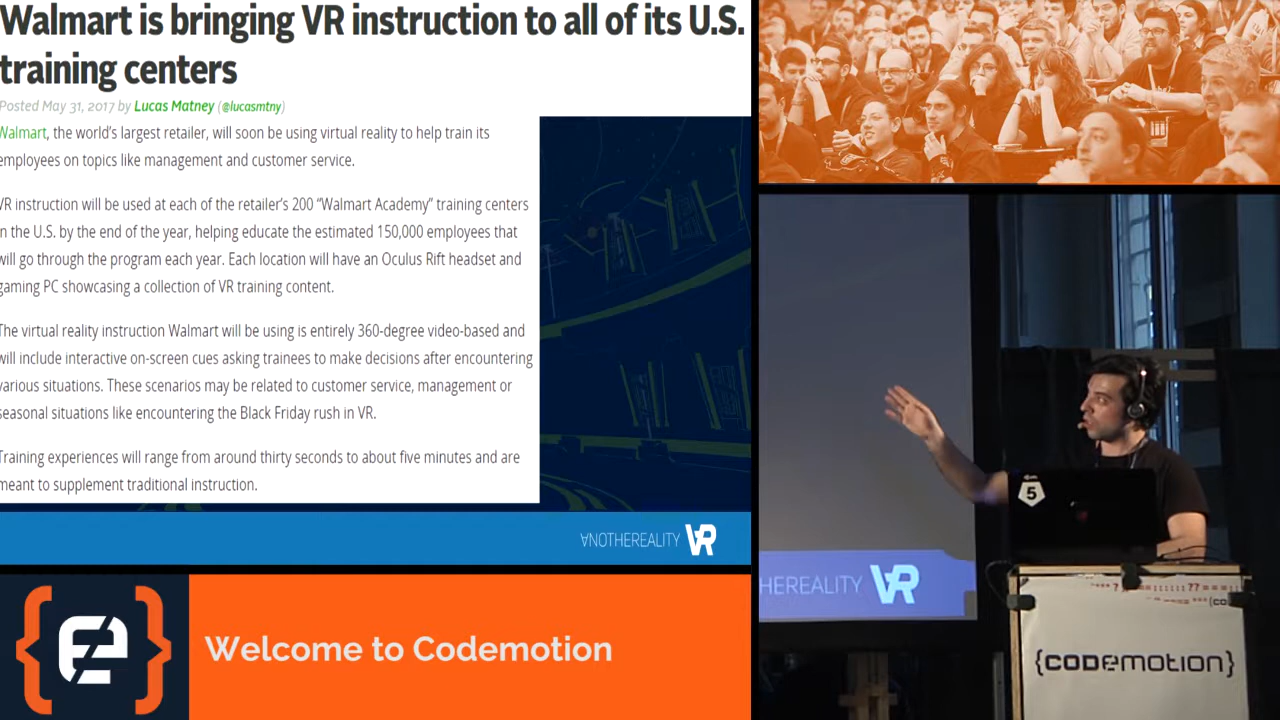 Walmart is bringing VR instruction to all of its U.S.
training centers
Posted May 31, 2017 by Lucas Matney (@lucasmtny)
Walmart, the world's largest retailer, will soon be using virtual reality to help train its
employees on topics like management and customer service.
VR instruction will be used at each of the retailer's 200 "Walmart Academy" training centers
in the U.S. by the end of the year, helping educate the estimated 150,000 employees that
will go through the program each year. Each location will have an Oculus Rift headset and
gaming PC showcasing a collection of VR training content.
The virtual reality instruction Walmart will be using is entirely 360-degree video-based and
will include interactive on-screen cues asking trainees to make decisions after encountering
various situations. These scenarios may be related to customer service, management or
seasonal situations like encountering the Black Friday rush in VR.
Training experiences will range from around thirty seconds to about five minutes and are
meant to supplement traditional instruction.
∀NOTHEREALITY VR
Welcome to Codemotion
HEREALITY VR
5
{CODEMOTION}